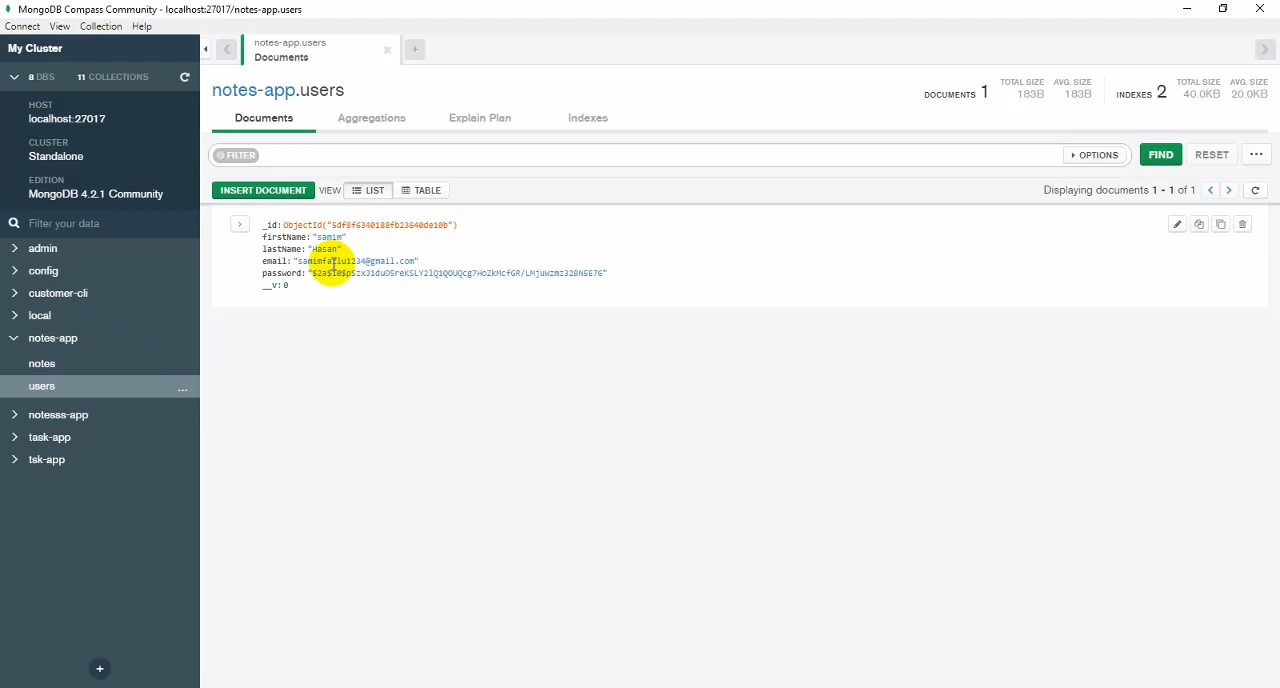 MongoDB Compass Community - localhost:27017/notes-app.users
Connect View Collection Help
My Cluster
8 DBS 11 COLLECTIONS
HOST
localhost:27017
CLUSTER
Standalone
EDITION
MongoDB 4.2.1 Community
Filter your data
admin
config
customer-cli
local
notes-app
notes
users ...
notesss-app
task-app
tsk-app
+
notes-app.users
Documents
+
notes-app.users
DOCUMENTS 1 TOTAL SIZE 183B AVG. SIZE 183B INDEXES 2 TOTAL SIZE 40.0KB AVG. SIZE 20.0KB
Documents Aggregations Explain Plan Indexes
FILTER OPTIONS FIND RESET ...
INSERT DOCUMENT VIEW LIST TABLE Displaying documents 1 - 1 of 1
_id: ObjectId("5df8f6340188fb23640de10b")
firstName: "samim"
lastName: "Hasan"
email:
password:
__v: 0